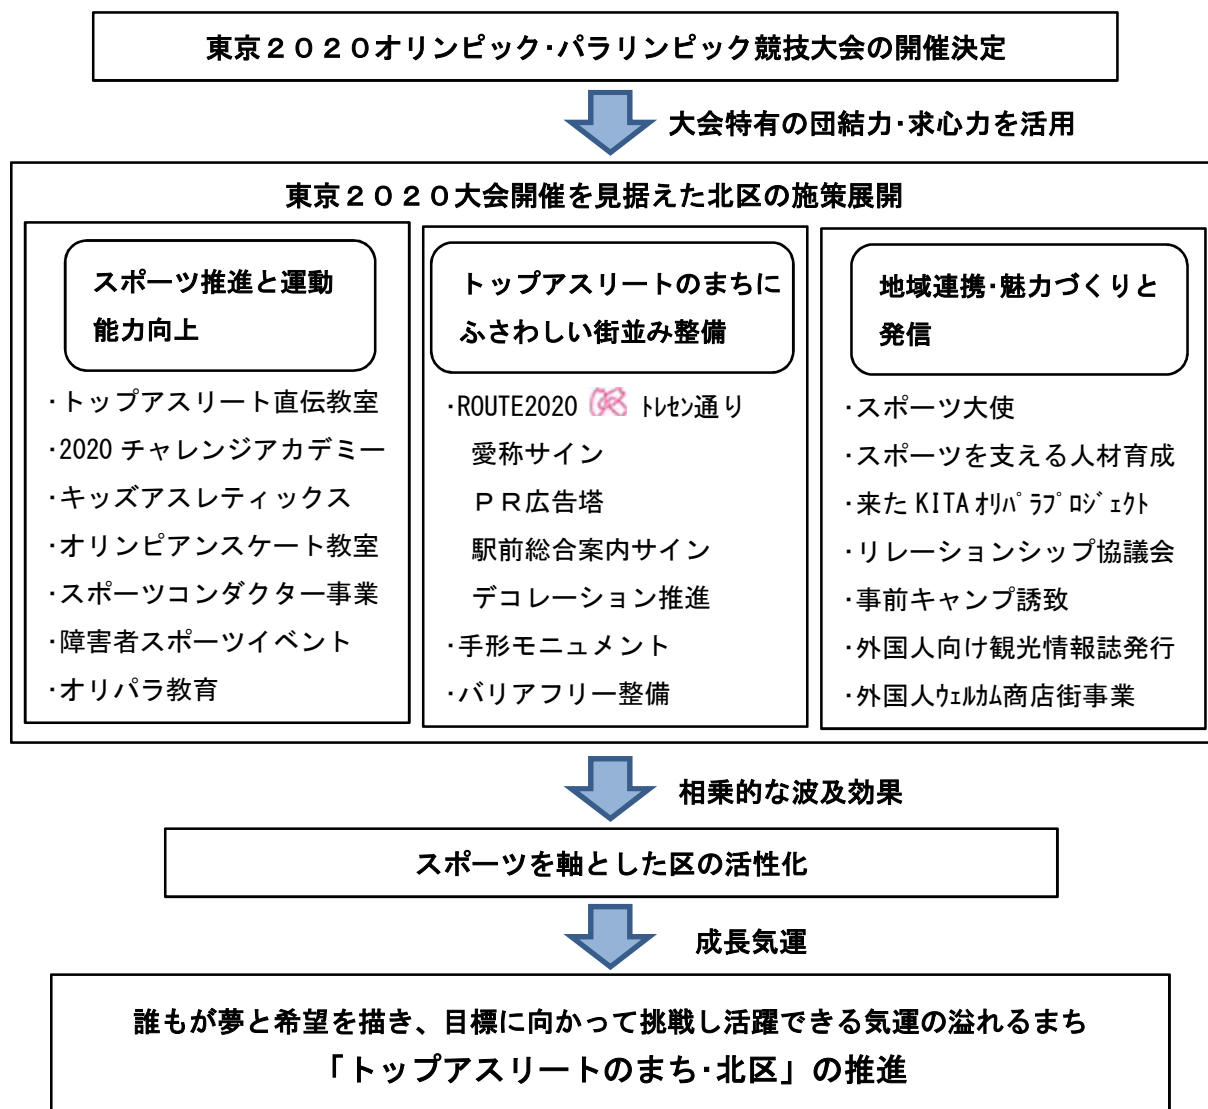 東京２０２０オリンピック･パラリンピック競技大会の開催決定
大会特有の団結力･求心力を活用
東京２０２０大会開催を見据えた北区の施策展開
スポーツ推進と運動
能力向上
･トップアスリート直伝教室
･2020 チャレンジアカデミー
･キッズアスレティックス
･オリンピアンスケート教室
･スポーツコンダクター事業
･障害者スポーツイベント
･オリパラ教育
トップアスリートのまちに
ふさわしい街並み整備
･ROUTE2020 ﾄﾚｾﾝ通り
愛称サイン
ＰＲ広告塔
駅前総合案内サイン
デコレーション推進
･手形モニュメント
･バリアフリー整備
地域連携･魅力づくりと
発信
･スポーツ大使
･スポーツを支える人材育成
･来た KITA ｵﾘﾊﾟﾗﾌﾟﾛｼﾞｪｸﾄ
･リレーションシップ協議会
･事前キャンプ誘致
･外国人向け観光情報誌発行
･外国人ｳｪﾙｶﾑ商店街事業
相乗的な波及効果
スポーツを軸とした区の活性化
成長気運
誰もが夢と希望を描き、目標に向かって挑戦し活躍できる気運の溢れるまち
「トップアスリートのまち･北区」の推進